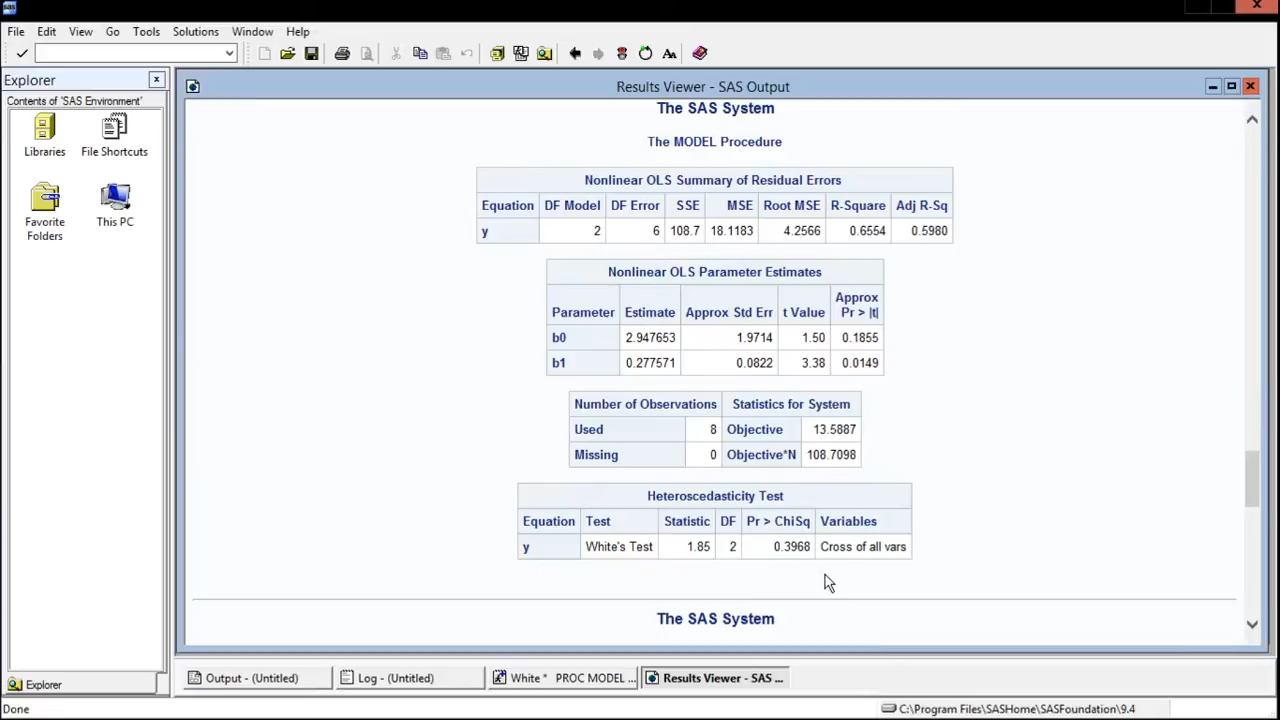 sas
File Edit View Go Tools Solutions Window Help
Explorer x
Contents of 'SAS Environment'
Libraries File Shortcuts
Favorite Folders This PC
Results Viewer - SAS Output
The SAS System
The MODEL Procedure
Nonlinear OLS Summary of Residual Errors
Equation DF Model DF Error SSE MSE Root MSE R-Square Adj R-Sq
y 2 6 108.7 18.1183 4.2566 0.6554 0.5980
Nonlinear OLS Parameter Estimates
Parameter Estimate Approx Std Err t Value Approx Pr > |t|
b0 2.947653 1.9714 1.50 0.1855
b1 0.277571 0.0822 3.38 0.0149
Number of Observations Statistics for System
Used 8 Objective 13.5887
Missing 0 Objective*N 108.7098
Heteroscedasticity Test
Equation Test Statistic DF Pr > ChiSq Variables
y White's Test 1.85 2 0.3968 Cross of all vars
The SAS System
Explorer
Output - (Untitled) Log - (Untitled) White * PROC MODEL ... Results Viewer - SAS ...
Done C:\Program Files\SASHome\SASFoundation\9.4